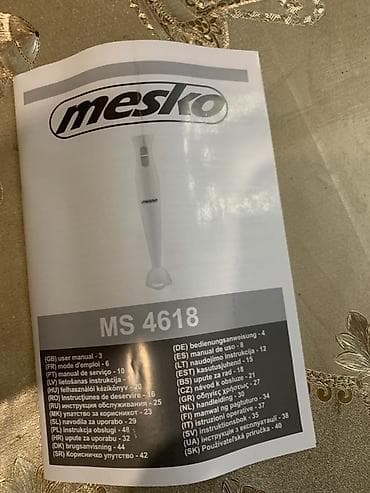 mesko
mesko
MS 4618
(GB) user manual - 3
(FR) mode d'emploi - 6
(PT) manual de serviço - 10
(LV) lietošanas instrukcija -
(HU) felhasználói kézikönyv - 20
(RO) Instrucţiunea de deservire - 16
(RU) инструкция обслуживания - 25
(MK) упатство за корисникот - 23
(SL) navodila za uporabo - 29
(PL) instrukcja obsługi - 48
(HR) upute za uporabu - 32
(DK) brugsanvisning - 44
(SR) Корисничко упутство - 42
(DE) bedienungsanweisung - 4
(ES) manual de uso - 8
(LT) naudojimo instrukcija - 12
(EST) kasutusjuhend - 15
(BS) upute za rad - 18
(CZ) návod k obsluze - 21
(GR) οδηγίες χρήσεως - 27
(NL) handleiding - 30
(FI) manwal ng pagtuturo - 34
(IT) istruzioni operative - 37
(SV) instruktionsbok - 35
(UA) інструкція з експлуатації - 38
(SK) Používateľská príručka - 40